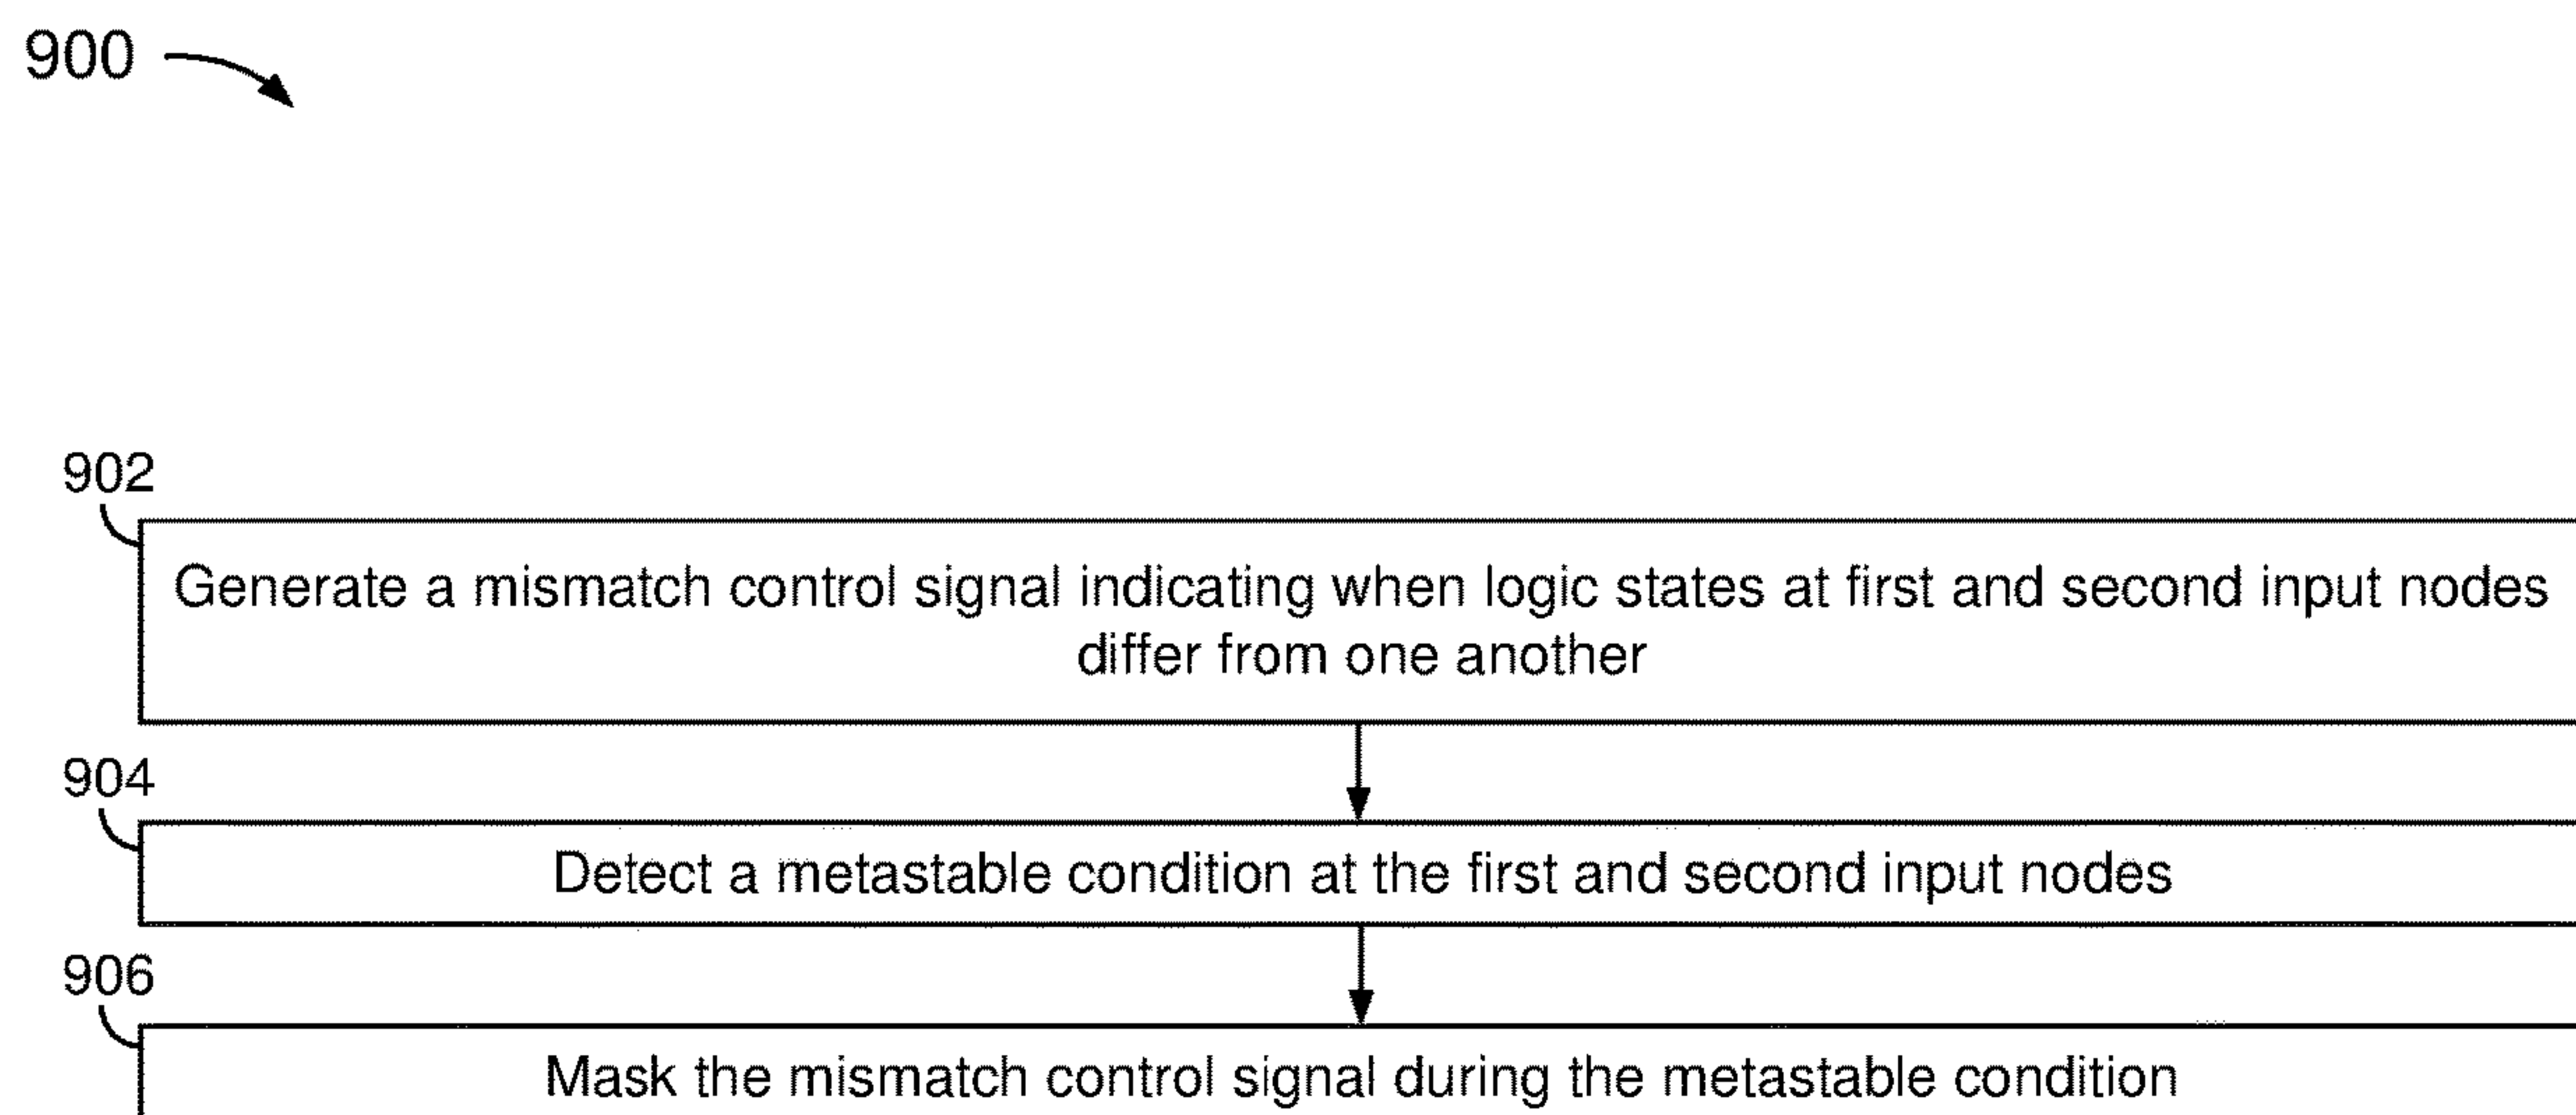 900
902
Generate a mismatch control signal indicating when logic states at first and second input nodes
differ from one another
904
Detect a metastable condition at the first and second input nodes
906
Mask the mismatch control signal during the metastable condition